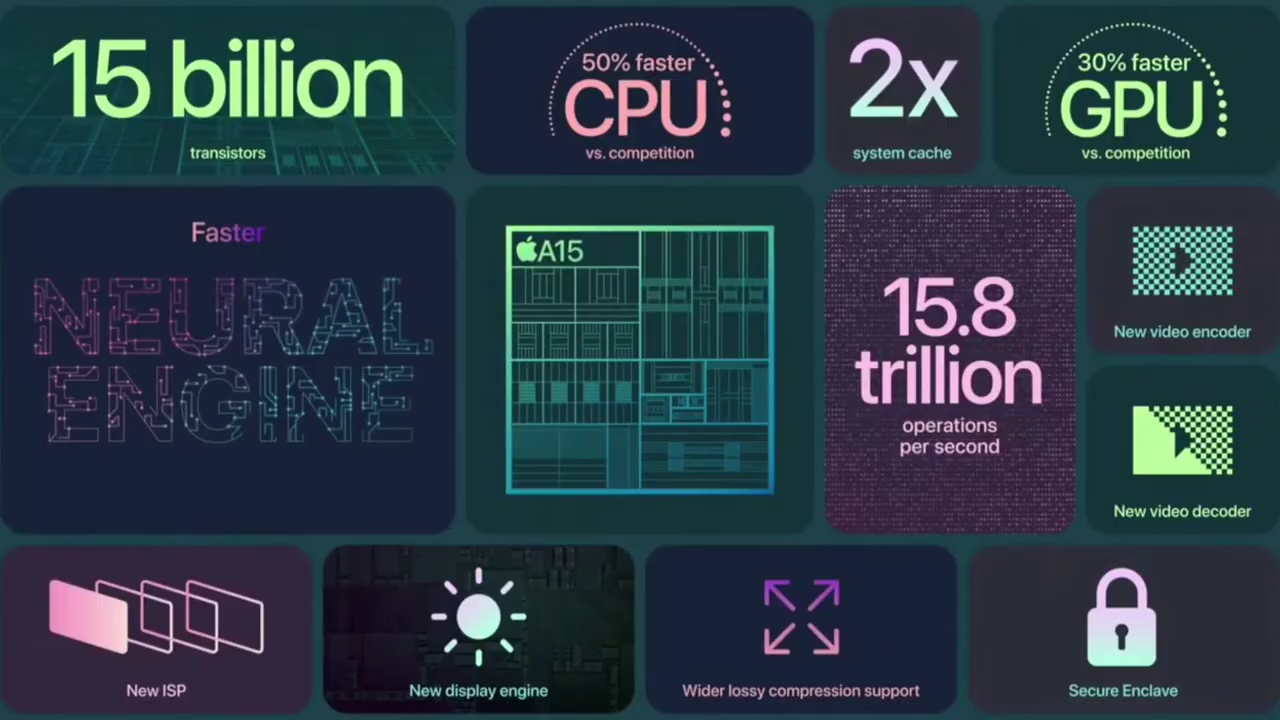 15 billion
transistors
50% faster
CPU
vs. competition
2x
system cache
30% faster
GPU
vs. competition
Faster
NEURAL
ENGINE
A15
15.8
trillion
operations
per second
New video encoder
New video decoder
New ISP
New display engine
Wider lossy compression support
Secure Enclave